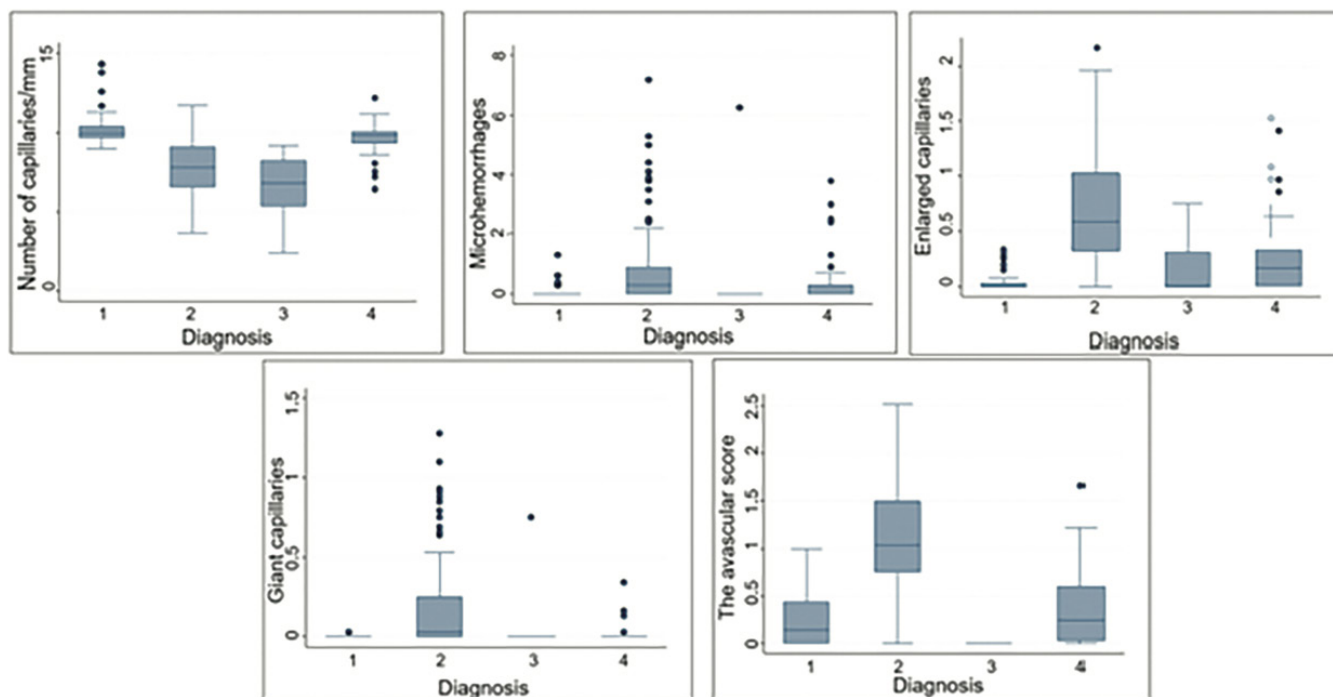 Number of capillaries/mm
15
0
1 2 3 4
Diagnosis
Microhemorrhages
8
6
4
2
0
1 2 3 4
Diagnosis
Enlarged capillaries
2
1.5
1
0.5
0
1 2 3 4
Diagnosis
Giant capillaries
1.5
1
0.5
0
1 2 3 4
Diagnosis
The avascular score
2.5
2
1.5
1
0.5
0
1 2 3 4
Diagnosis